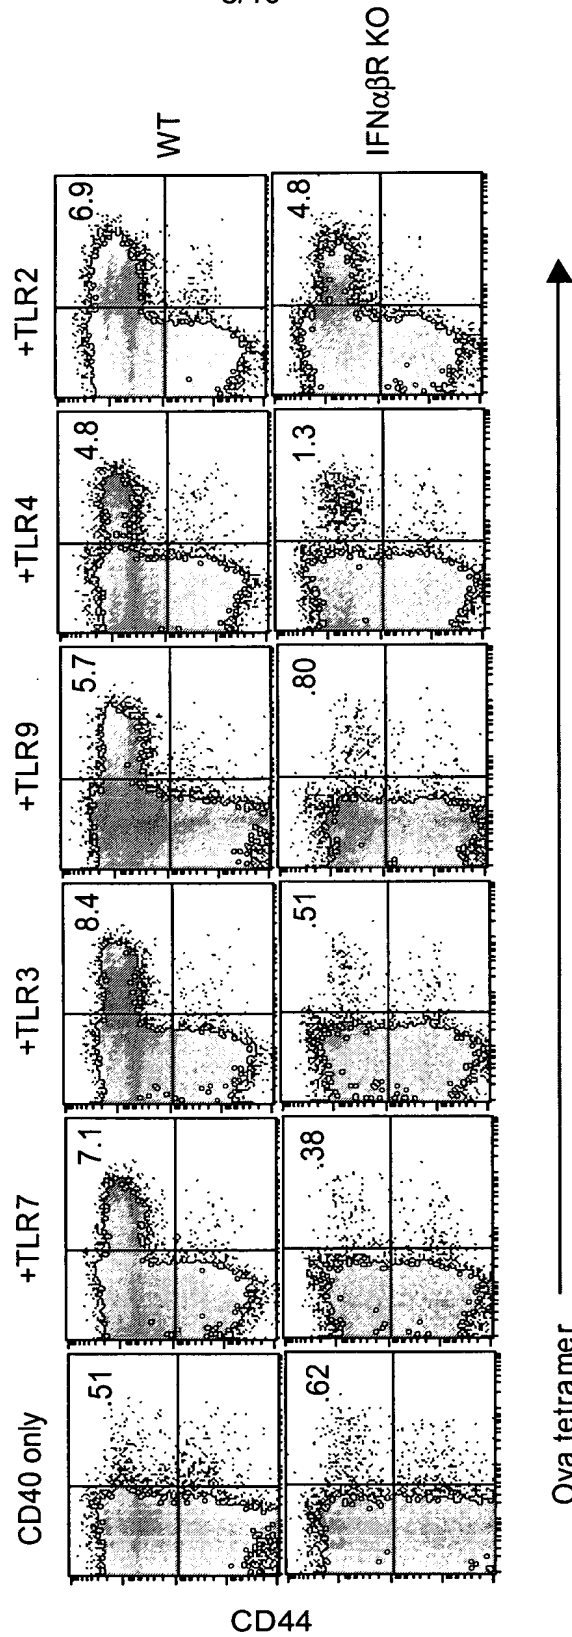 CD40 only
+TLR7
+TLR3
+TLR9
+TLR4
+TLR2
.51
7.1
8.4
5.7
4.8
6.9
WT
.62
.38
.51
.80
1.3
4.8
IFNαβR KO
CD44
Ova tetramer